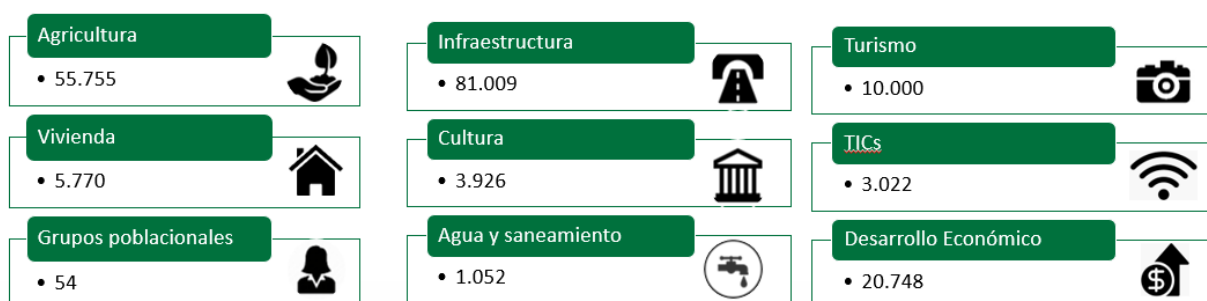 Agricultura
• 55.755
Infraestructura
• 81.009
Turismo
• 10.000
Vivienda
• 5.770
Cultura
• 3.926
TICs
• 3.022
Grupos poblacionales
• 54
Agua y saneamiento
• 1.052
Desarrollo Económico
• 20.748